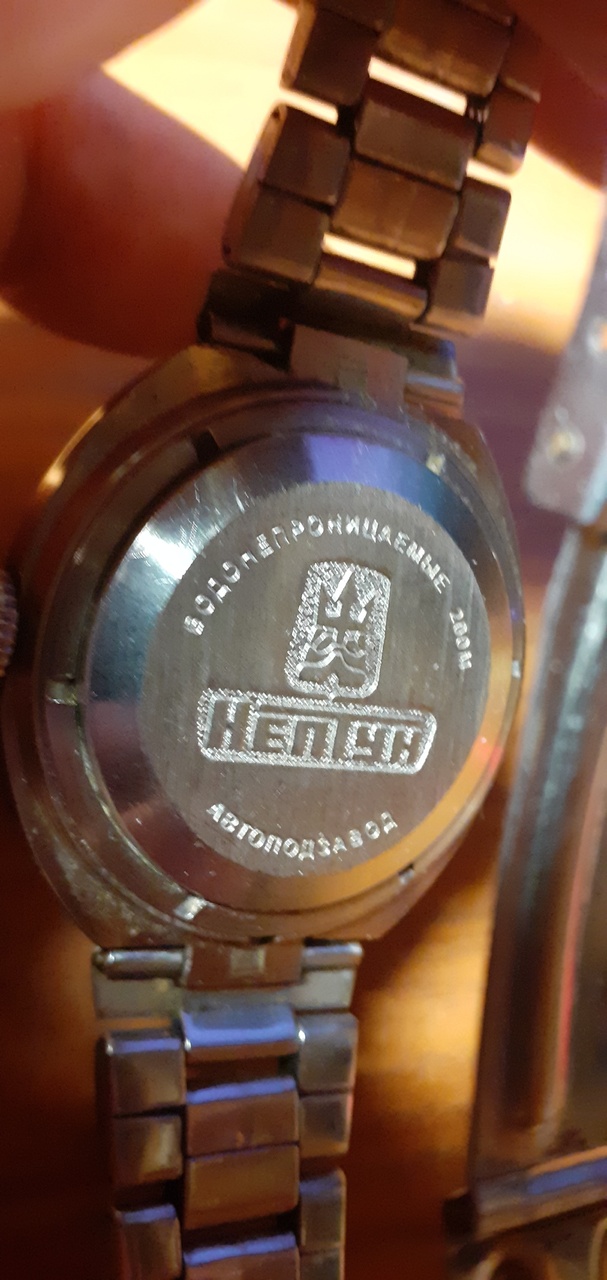 ВОДОНЕПРОНИЦАЕМЫЕ 200М
НЕПТУН
АВТОПОДЗАВОД